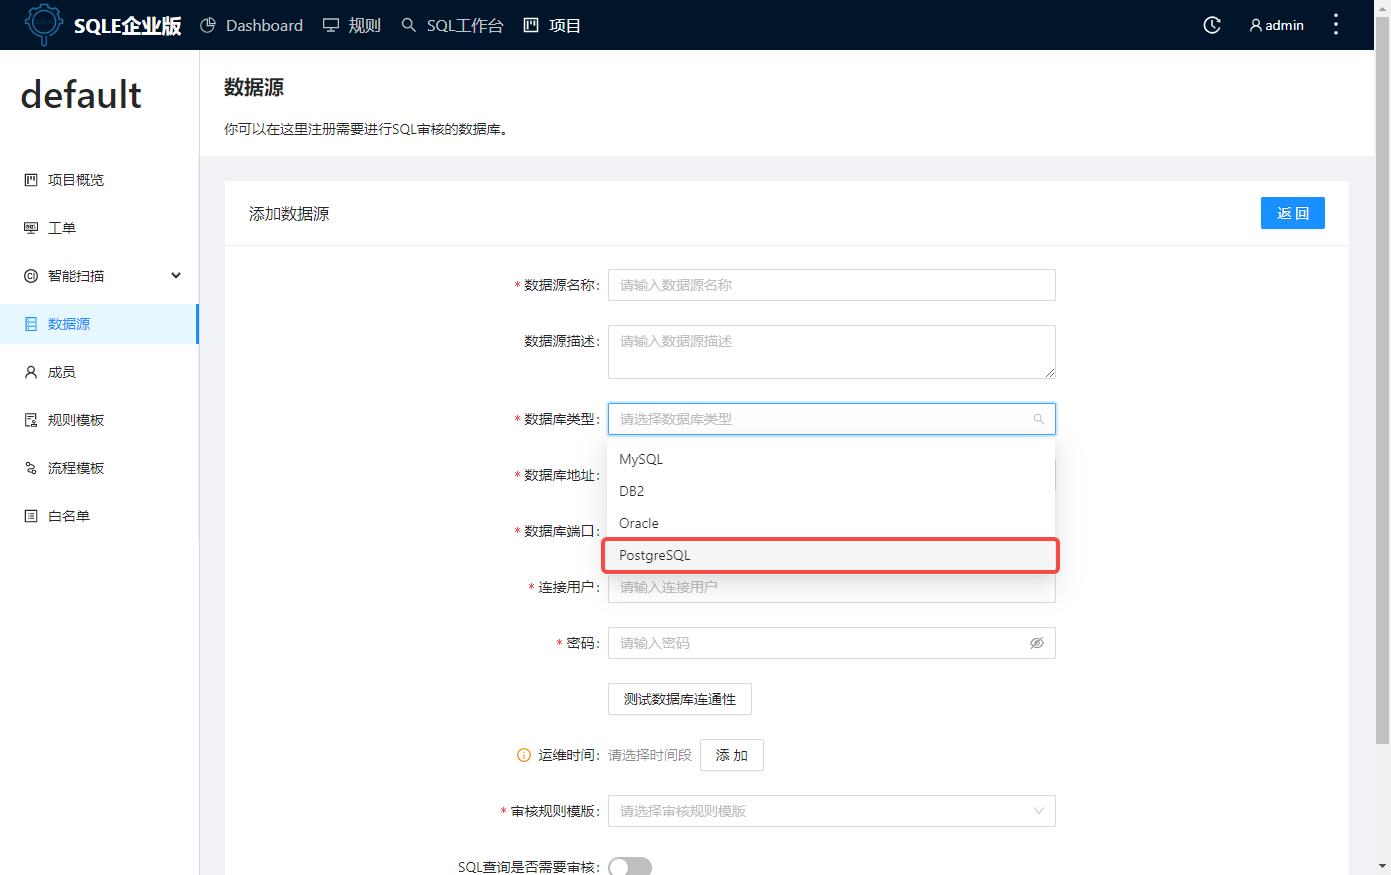 SQLE企业版 Dashboard 规则 SQL工作台 项目 admin
default
项目概览
工单
智能扫描
数据源
成员
规则模板
流程模板
白名单
数据源
你可以在这里注册需要进行SQL审核的数据库。
添加数据源 返 回
* 数据源名称: 请输入数据源名称
数据源描述: 请输入数据源描述
* 数据库类型: 请选择数据库类型
MySQL
* 数据库地址:
DB2
Oracle
* 数据库端口:
PostgreSQL
* 连接用户: 请输入连接用户
* 密码: 请输入密码
测试数据库连通性
运维时间: 请选择时间段 添 加
* 审核规则模版: 请选择审核规则模版
SQL查询是否需要审核: